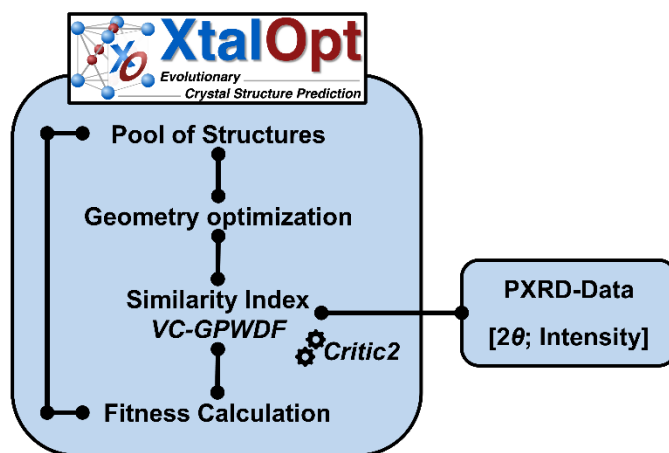 XO
XtalOpt
Evolutionary
Crystal Structure Prediction
Pool of Structures
Geometry optimization
Similarity Index
VC-GPWDF
Critic2
Fitness Calculation
PXRD-Data
[2θ; Intensity]